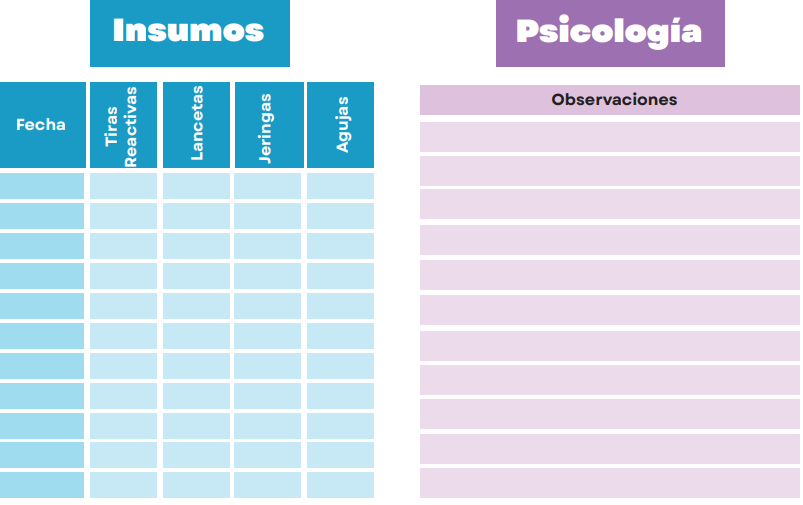 Insumos
Fecha
Tiras
Reactivas
Lancetas
Jeringas
Agujas
Psicología
Observaciones